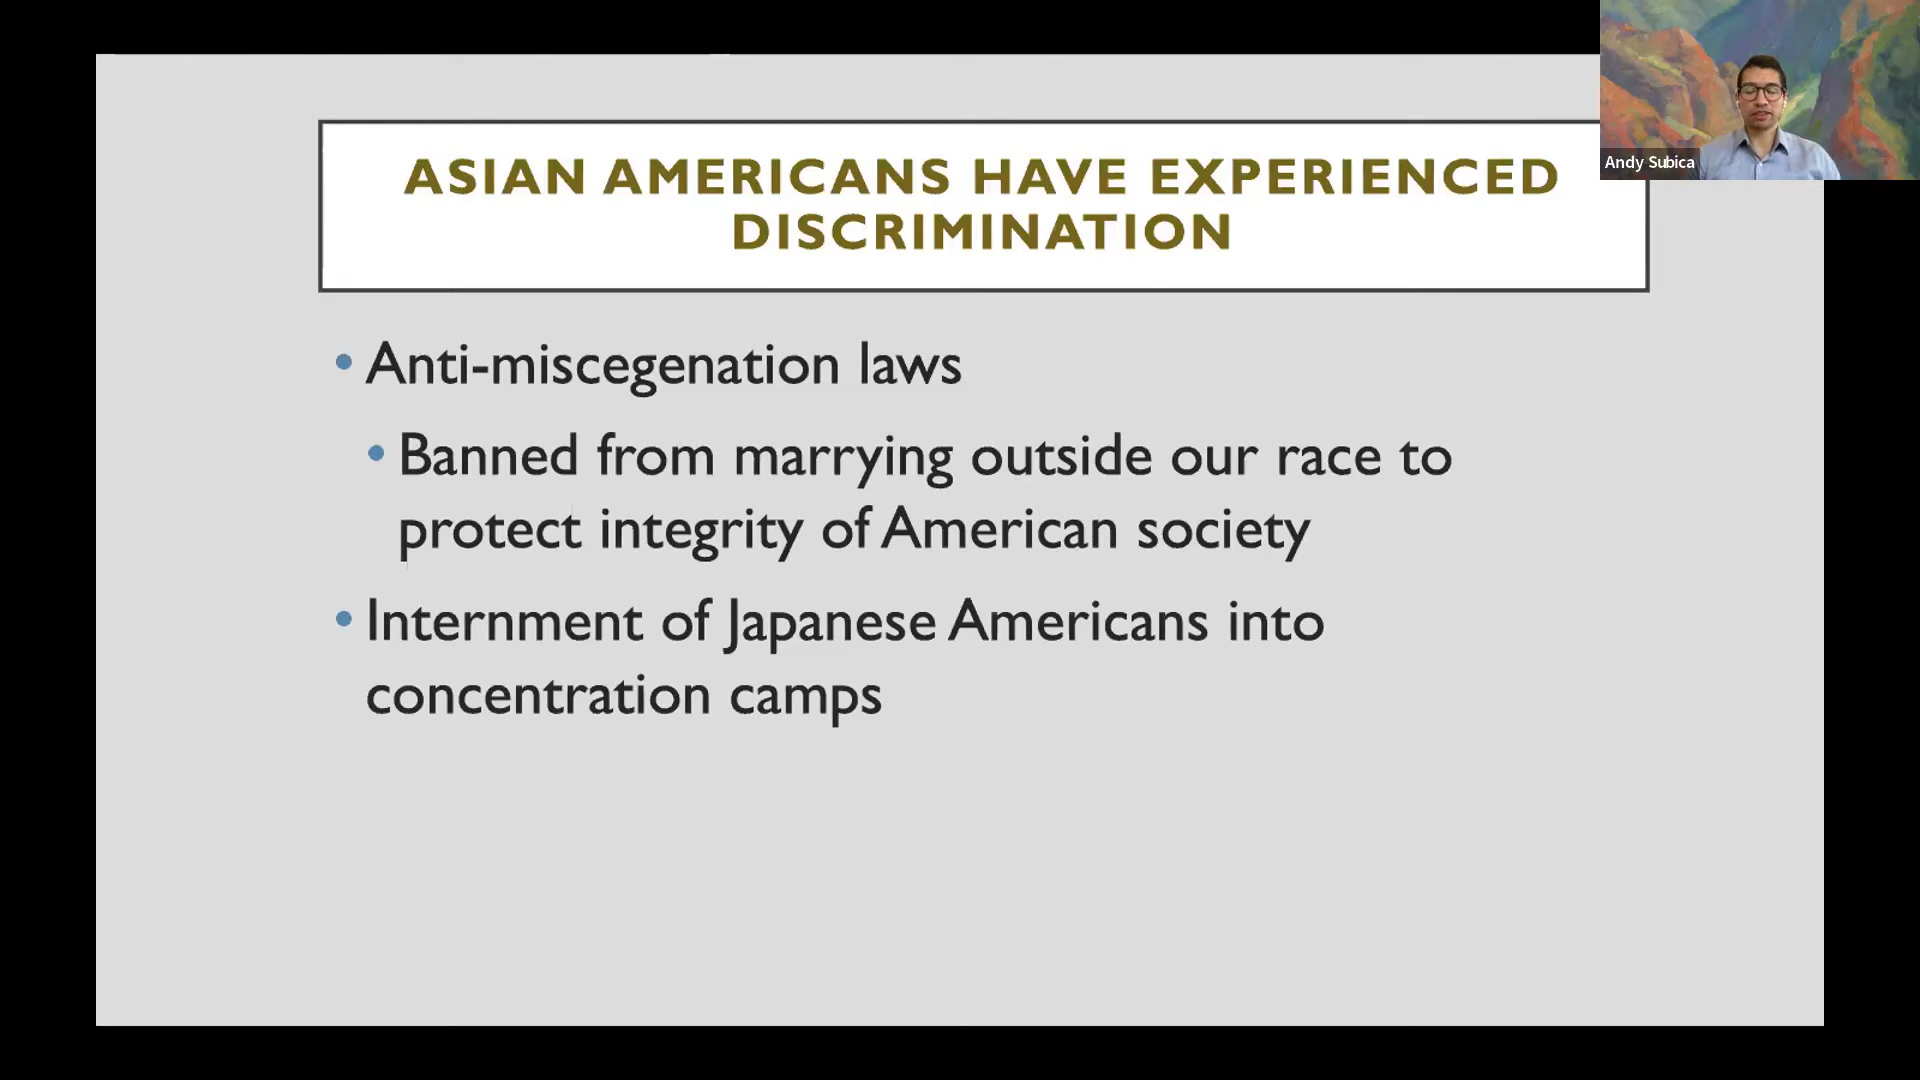 ASIAN AMERICANS HAVE EXPERIENCED
DISCRIMINATION
• Anti-miscegenation laws
• Banned from marrying outside our race to
protect integrity of American society
• Internment of Japanese Americans into
concentration camps
Andy Subica